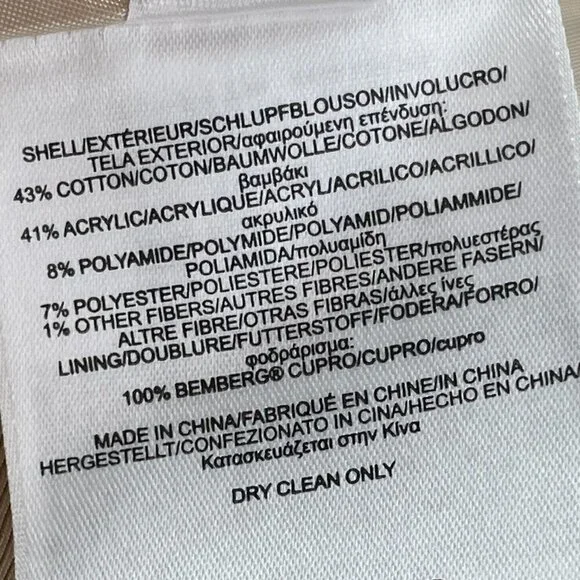 SHELL/EXTÉRIEUR/SCHLUPFBLOUSON/INVOLUCRO/
TELA EXTERIOR/αφαιρούμενη επένδυση:
43% COTTON/COTON/BAUMWOLLE/COTONE/ALGODON/
βαμβάκι
41% ACRYLIC/ACRYLIQUE/ACRYL/ACRILICO/ACRILLICO/
ακρυλικό
8% POLYAMIDE/POLYMIDE/POLYAMID/POLIAMMIDE/
POLIAMIDA/πολυαμίδη
7% POLYESTER/POLIESTERE/POLIESTER/πολυεστέρας
1% OTHER FIBERS/AUTRES FIBRES/ANDERE FASERN/
ALTRE FIBRE/OTRAS FIBRAS/άλλες ίνες
LINING/DOUBLURE/FUTTERSTOFF/FODERA/FORRO/
φοδράρισμα:
100% BEMBERG® CUPRO/CUPRO/cupro
MADE IN CHINA/FABRIQUÉ EN CHINE/IN CHINA
HERGESTELLT/CONFEZIONATO IN CINA/HECHO EN CHINA/
Κατασκευάζεται στην Κίνα
DRY CLEAN ONLY